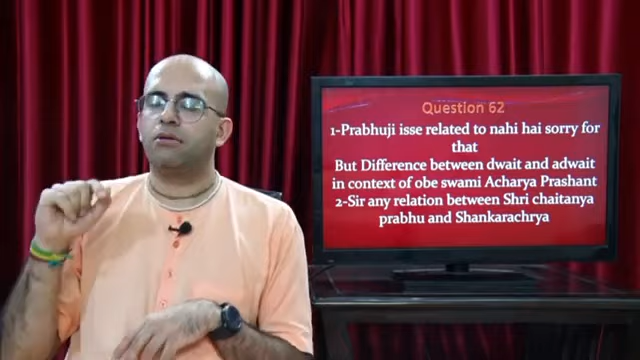 Question 62
1-Prabhuji isse related to nahi hai sorry for
that
But Difference between dwait and adwait
in context of obe swami Acharya Prashant
2-Sir any relation between Shri chaitanya
prabhu and Shankarachrya